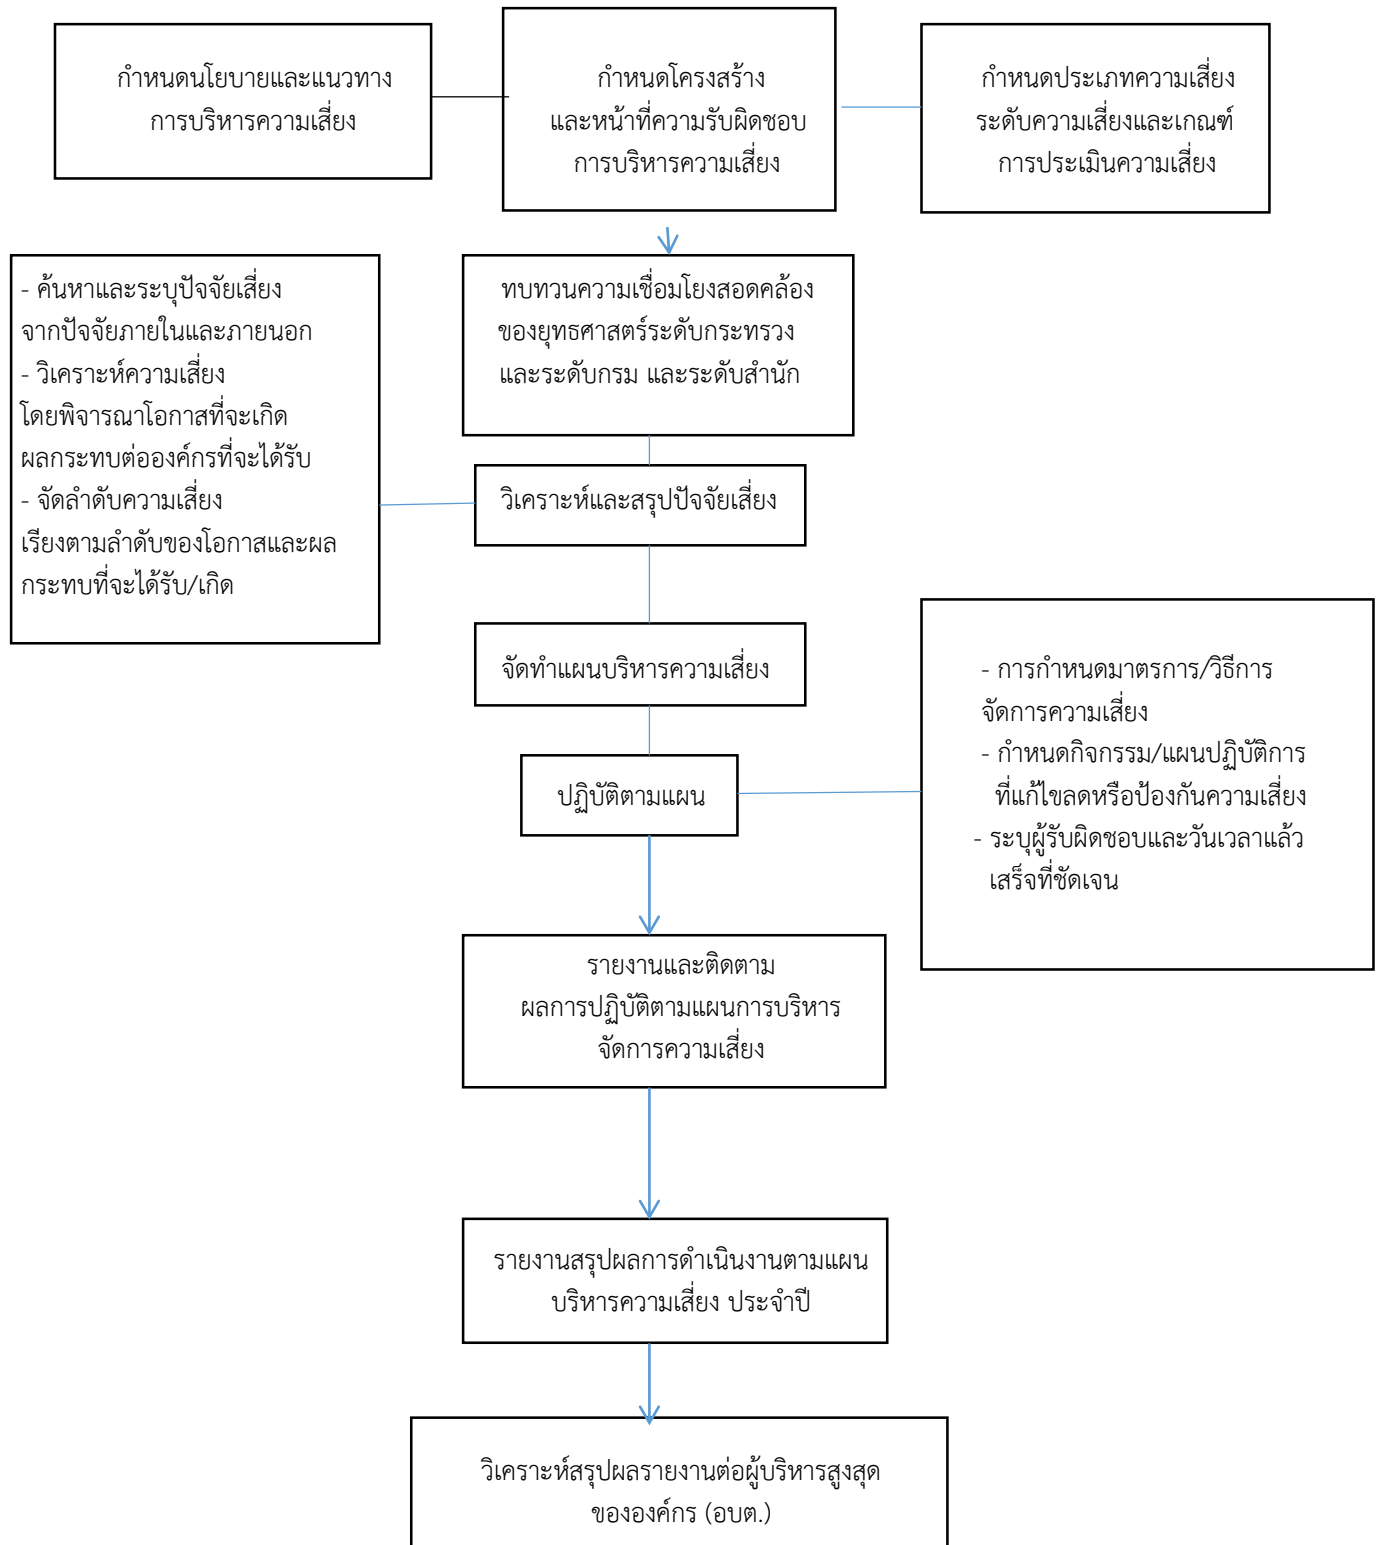 กำหนดนโยบายและแนวทาง
การบริหารความเสี่ยง
กำหนดโครงสร้าง
และหน้าที่ความรับผิดชอบ
การบริหารความเสี่ยง
กำหนดประเภทความเสี่ยง
ระดับความเสี่ยงและเกณฑ์
การประเมินความเสี่ยง
ทบทวนความเชื่อมโยงสอดคล้อง
ของยุทธศาสตร์ระดับกระทรวง
และระดับกรม และระดับสำนัก
- ค้นหาและระบุปัจจัยเสี่ยง
จากปัจจัยภายในและภายนอก
- วิเคราะห์ความเสี่ยง
โดยพิจารณาโอกาสที่จะเกิด
ผลกระทบต่อองค์กรที่จะได้รับ
- จัดลำดับความเสี่ยง
เรียงตามลำดับของโอกาสและผล
กระทบที่จะได้รับ/เกิด
วิเคราะห์และสรุปปัจจัยเสี่ยง
จัดทำแผนบริหารความเสี่ยง
ปฏิบัติตามแผน
- การกำหนดมาตรการ/วิธีการ
จัดการความเสี่ยง
- กำหนดกิจกรรม/แผนปฏิบัติการ
ที่แก้ไขลดหรือป้องกันความเสี่ยง
- ระบุผู้รับผิดชอบและวันเวลาแล้ว
เสร็จที่ชัดเจน
รายงานและติดตาม
ผลการปฏิบัติตามแผนการบริหาร
จัดการความเสี่ยง
รายงานสรุปผลการดำเนินงานตามแผน
บริหารความเสี่ยง ประจำปี
วิเคราะห์สรุปผลรายงานต่อผู้บริหารสูงสุด
ขององค์กร (อบต.)